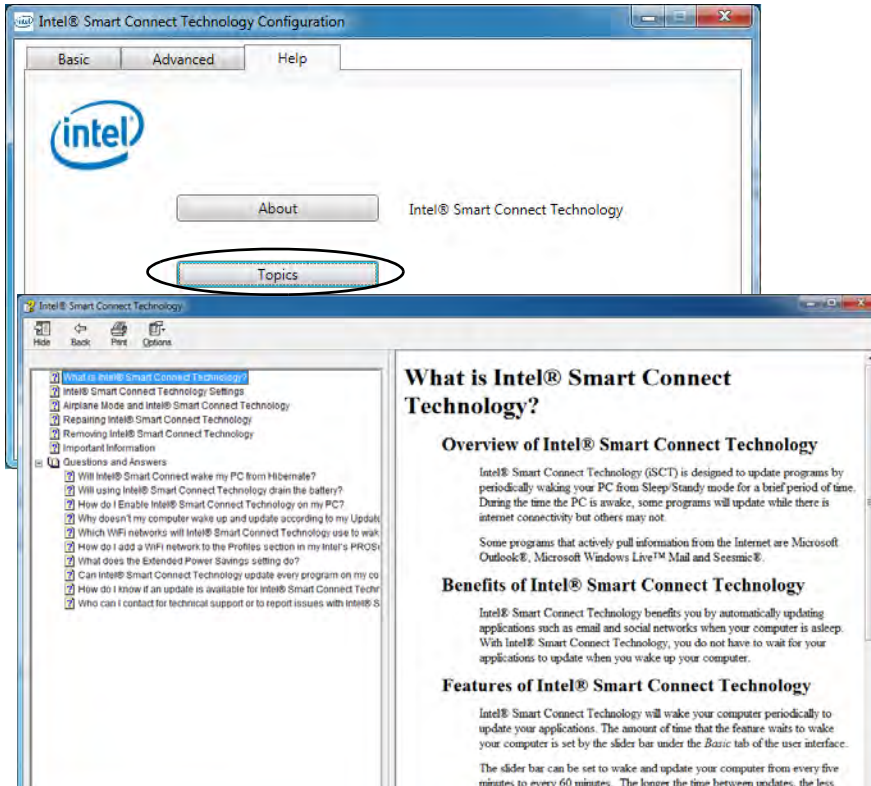 Intel® Smart Connect Technology Configuration
Basic
Advanced
Help
intel
About
Intel® Smart Connect Technology
Topics
Intel® Smart Connect Technology
Hide
Back
Print
Options
What is Intel® Smart Connect Technology?
Intel® Smart Connect Technology Settings
Airplane Mode and Intel® Smart Connect Technology
Repairing Intel® Smart Connect Technology
Removing Intel® Smart Connect Technology
Important Information
Questions and Answers
Will Intel® Smart Connect wake my PC from Hibernate?
Will using Intel® Smart Connect Technology drain the battery?
How do I Enable Intel® Smart Connect Technology on my PC?
Why doesn't my computer wake up and update according to my Update
Which WiFi networks will Intel® Smart Connect Technology use to wak
How do I add a WiFi network to the Profiles section in my Intel's PROS
What does the Extended Power Savings setting do?
Can Intel® Smart Connect Technology update every program on my co
How do I know if an update is available for Intel® Smart Connect Techr
Who can I contact for technical support or to report issues with Intel® S
What is Intel® Smart Connect
Technology?
Overview of Intel® Smart Connect Technology
Intel® Smart Connect Technology (iSCT) is designed to update programs by
periodically waking your PC from Sleep/Standy mode for a brief period of time.
During the time the PC is awake, some programs will update while there is
internet connectivity but others may not.
Some programs that actively pull information from the Internet are Microsoft
Outlook®, Microsoft Windows Live™ Mail and Seesmic®.
Benefits of Intel® Smart Connect Technology
Intel® Smart Connect Technology benefits you by automatically updating
applications such as email and social networks when your computer is asleep.
With Intel® Smart Connect Technology, you do not have to wait for your
applications to update when you wake up your computer.
Features of Intel® Smart Connect Technology
Intel® Smart Connect Technology will wake your computer periodically to
update your applications. The amount of time that the feature waits to wake
your computer is set by the slider bar under the Basic tab of the user interface.
The slider bar can be set to wake and update your computer from every five
minutes to every 60 minutes. The longer the time between updates, the less